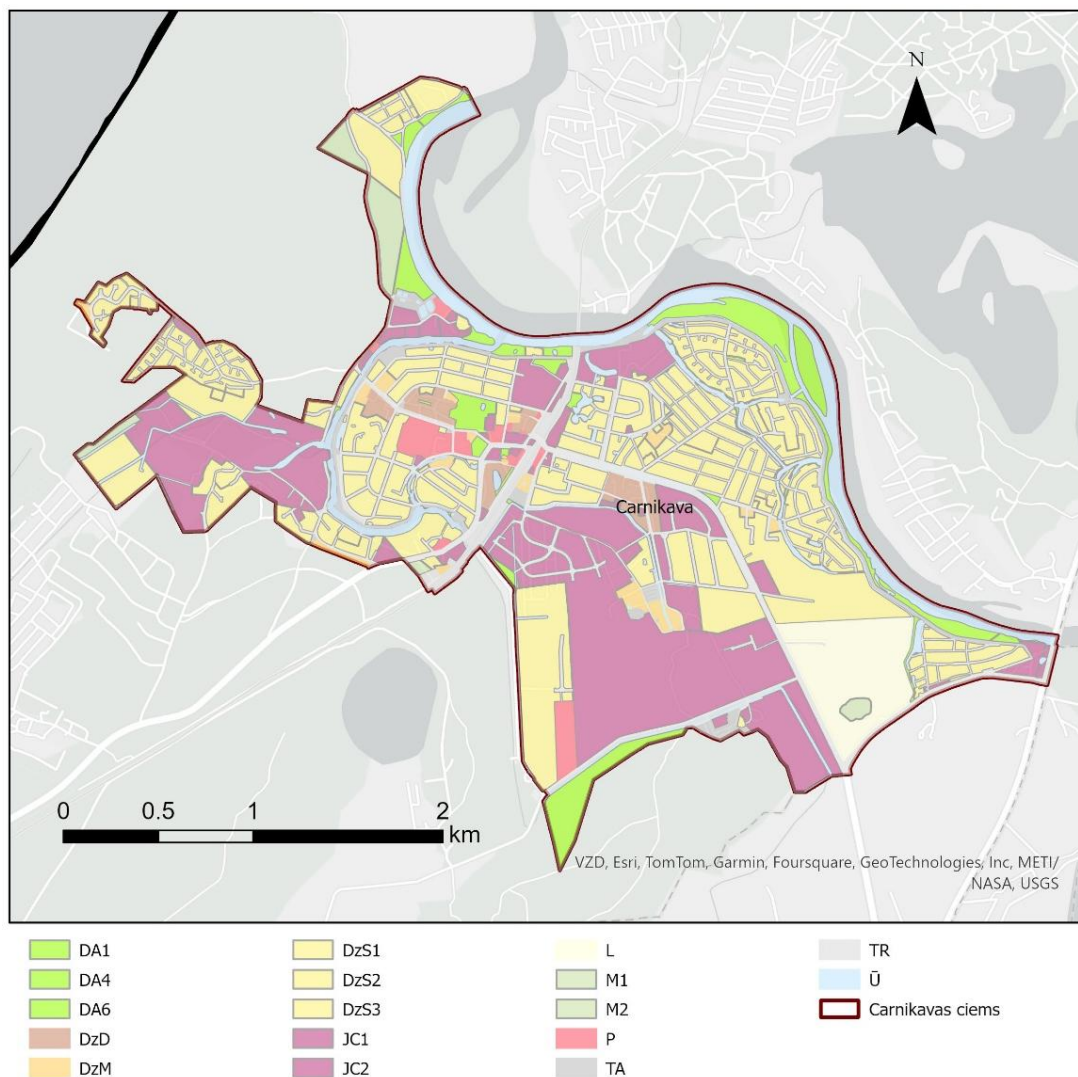 N
Carnikava
0 0.5 1 2
km
VZD, Esri, TomTom, Garmin, Foursquare, GeoTechnologies, Inc, METI/
NASA, USGS
DA1
DA4
DA6
DzD
DzM
DzS1
DzS2
DzS3
JC1
JC2
L
M1
M2
P
TA
TR
Ū
Carnikavas ciems